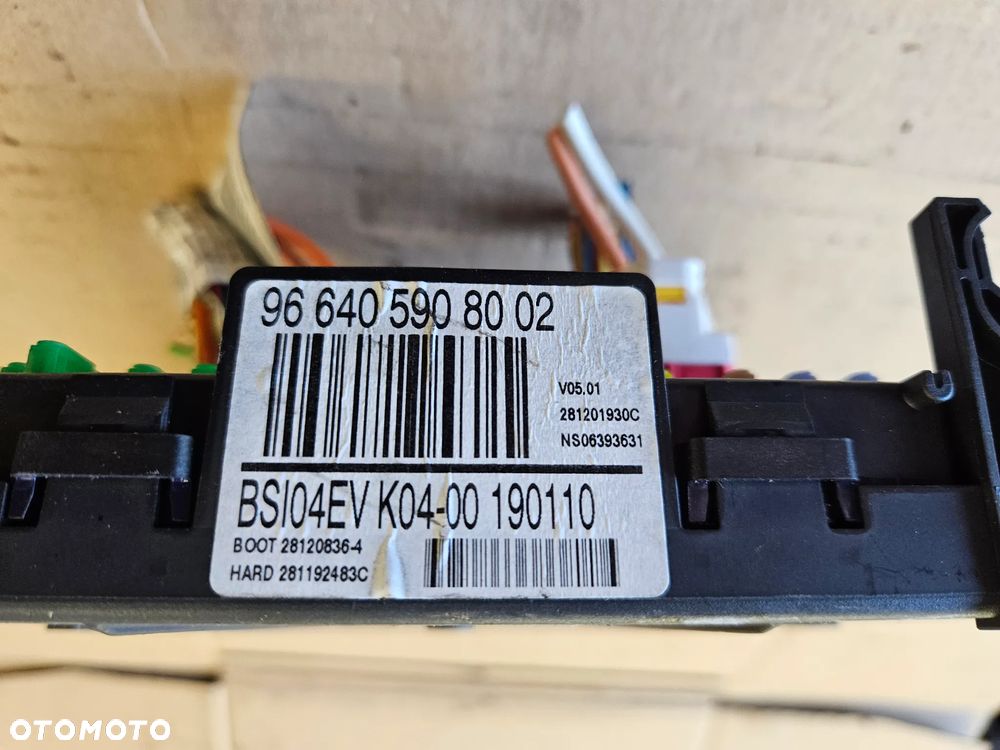 96 640 590 80 02
V05.01
281201930C
NS06393631
BSI04EV K04-00 190110
BOOT 28120836-4
HARD 281192483C
OTOMOTO